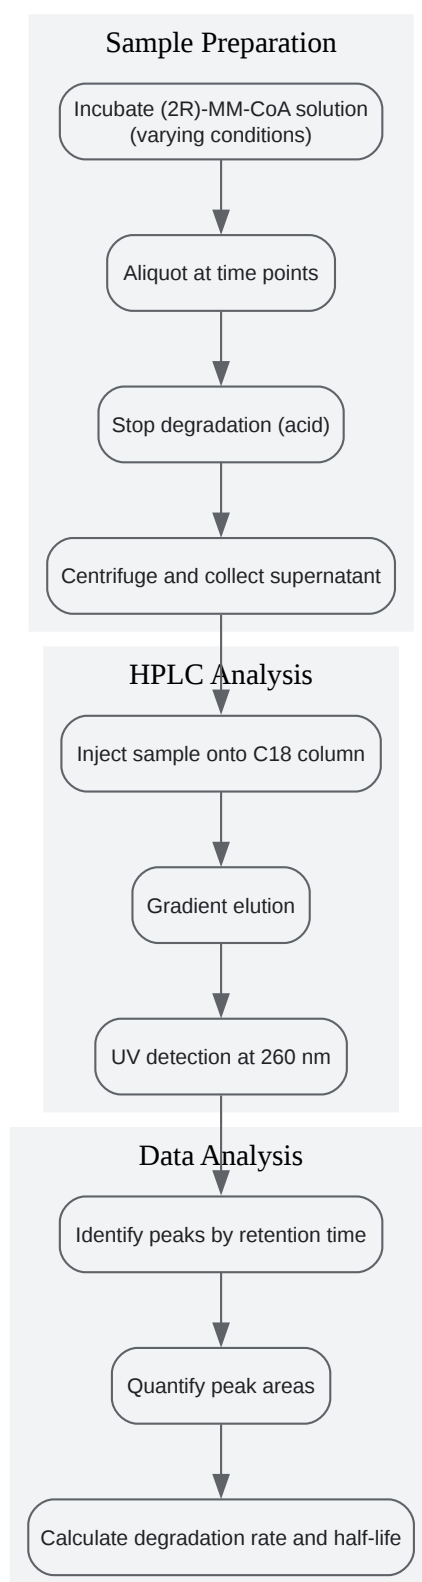 Sample Preparation
Incubate (2R)-MM-CoA solution
(varying conditions)
Aliquot at time points
Stop degradation (acid)
Centrifuge and collect supernatant
HPLC Analysis
Inject sample onto C18 column
Gradient elution
UV detection at 260 nm
Data Analysis
Identify peaks by retention time
Quantify peak areas
Calculate degradation rate and half-life